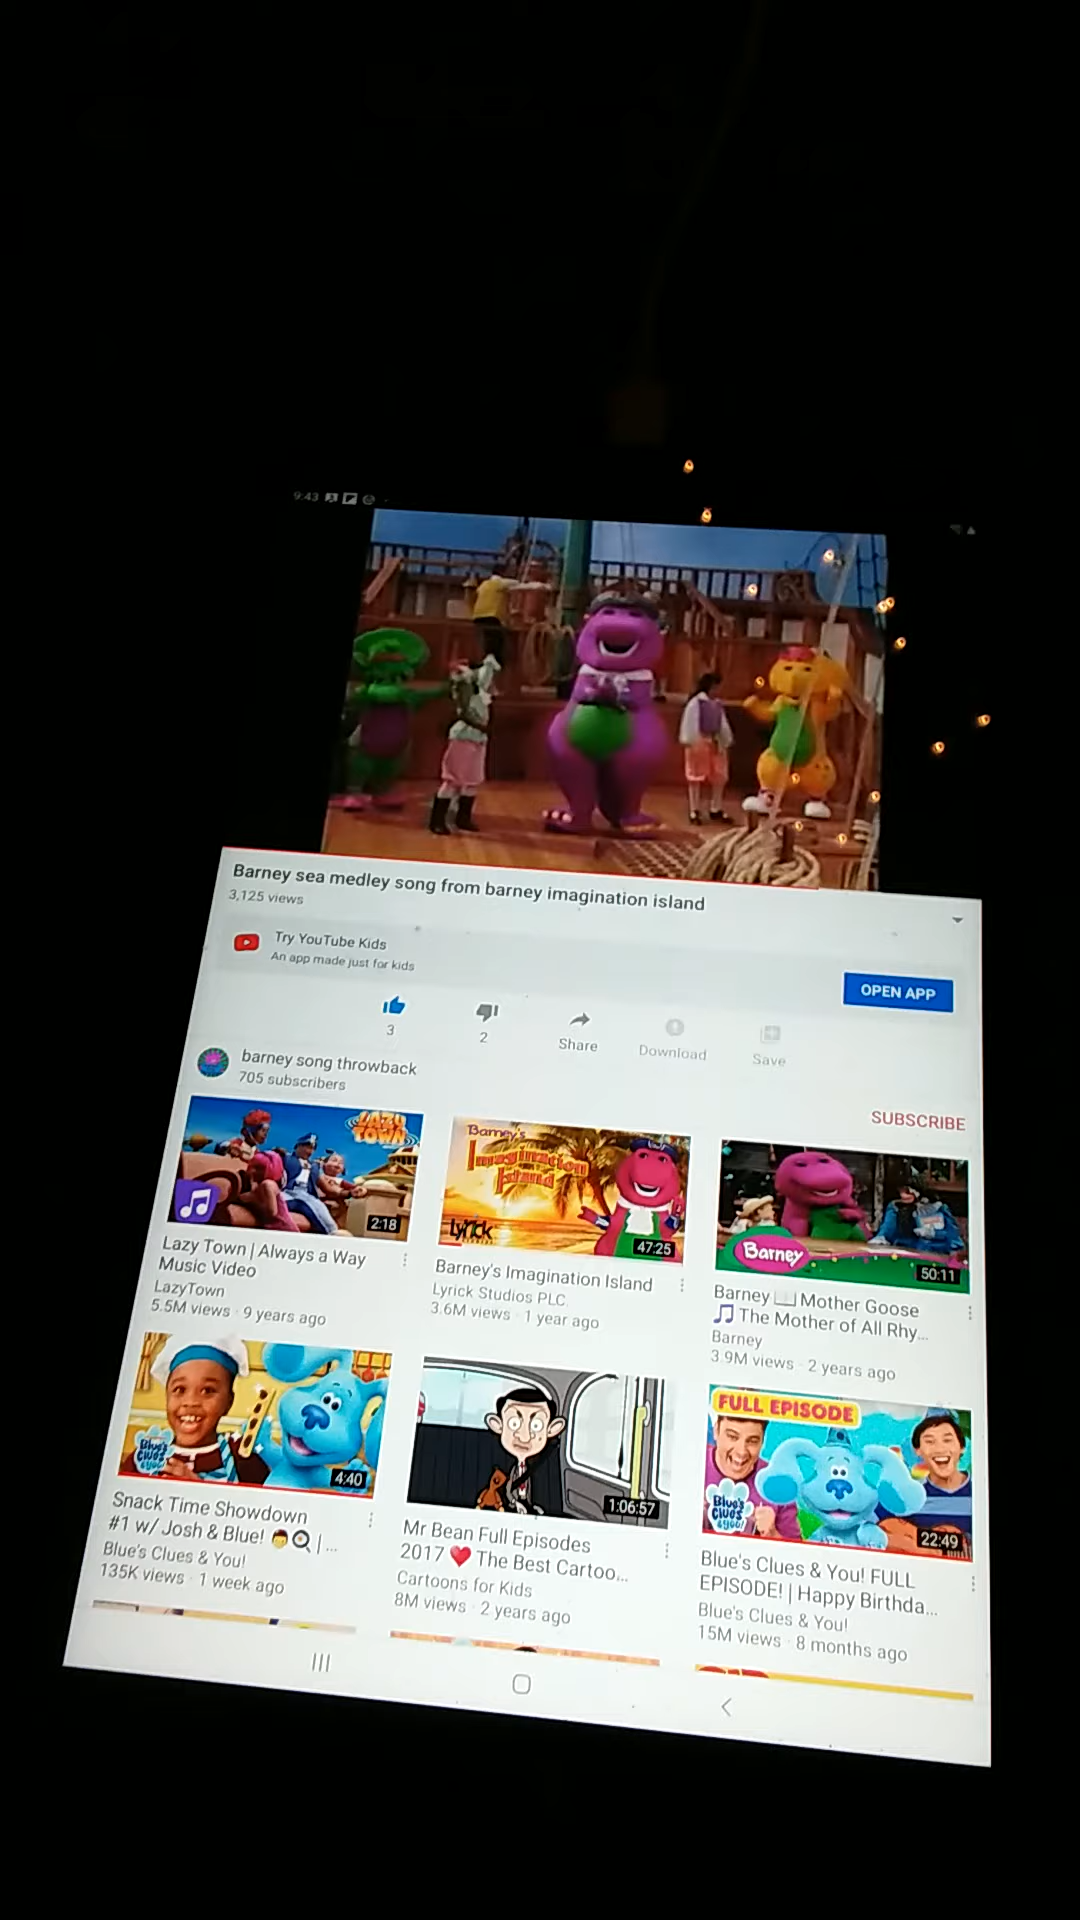 9:43
Barney sea medley song from barney imagination island
3,125 views
Try YouTube Kids
An app made just for kids
OPEN APP
3
2
Share
Download
Save
barney song throwback
705 subscribers
SUBSCRIBE
LAZY
TOWN
2:18
Lazy Town | Always a Way
Music Video
LazyTown
5.5M views · 9 years ago
Barney's
Imagination
Island
Lyrick
47:25
Barney's Imagination Island
Lyrick Studios PLC.
3.6M views · 1 year ago
Barney
50:11
Barney 📖 Mother Goose
🎵 The Mother of All Rhy...
Barney
3.9M views · 2 years ago
Blue's
Clues
& you!
4:40
Snack Time Showdown
#1 w/ Josh & Blue! 🍳🔍 | ...
Blue's Clues & You!
135K views · 1 week ago
1:06:57
Mr Bean Full Episodes
2017 ❤️ The Best Cartoo...
Cartoons for Kids
8M views · 2 years ago
FULL EPISODE
Blue's
Clues
& you!
22:49
Blue's Clues & You! FULL
EPISODE! | Happy Birthda...
Blue's Clues & You!
15M views · 8 months ago